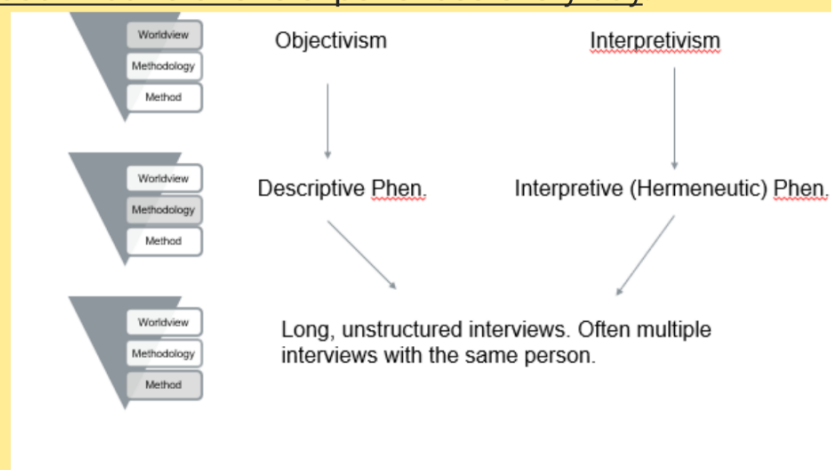 Worldview
Methodology
Method
Objectivism
Interpretivism
Worldview
Methodology
Method
Descriptive Phen.
Interpretive (Hermeneutic) Phen.
Worldview
Methodology
Method
Long, unstructured interviews. Often multiple
interviews with the same person.